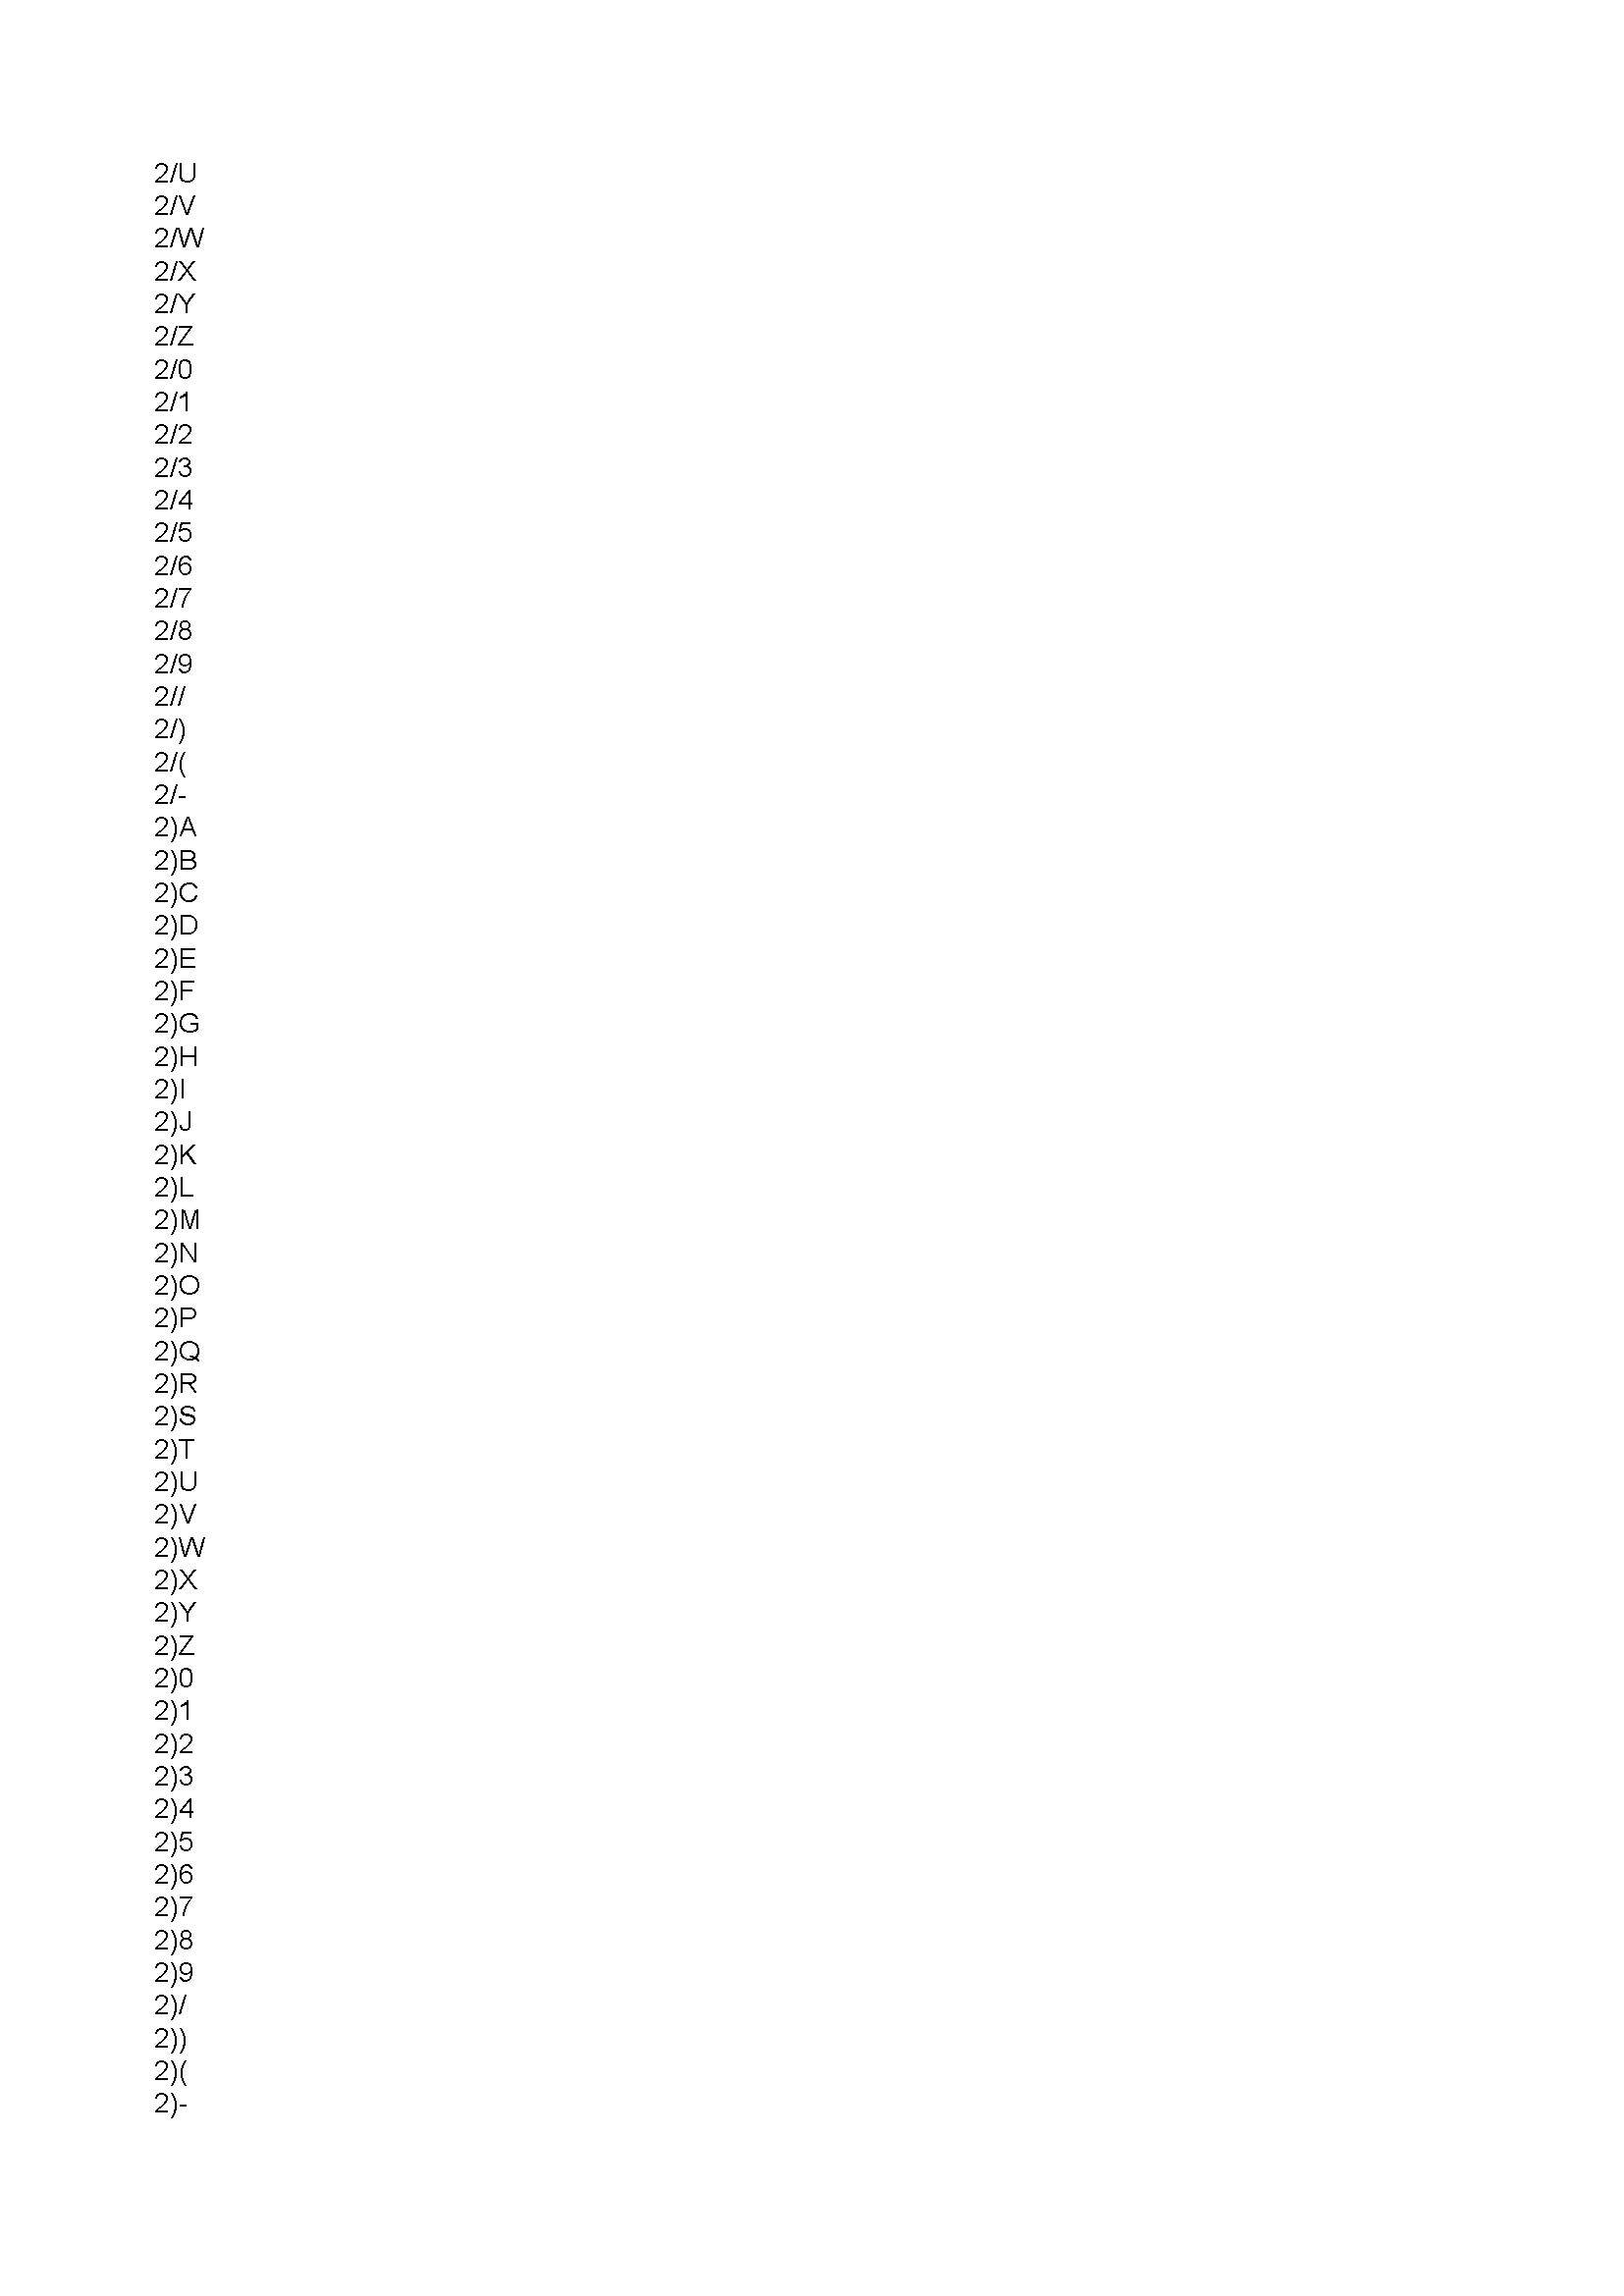 2/U
2/V
2/W
2/X
2/Y
2/Z
2/0
2/1
2/2
2/3
2/4
2/5
2/6
2/7
2/8
2/9
2//
2/)
2/(
2/-
2)A
2)B
2)C
2)D
2)E
2)F
2)G
2)H
2)I
2)J
2)K
2)L
2)M
2)N
2)O
2)P
2)Q
2)R
2)S
2)T
2)U
2)V
2)W
2)X
2)Y
2)Z
2)0
2)1
2)2
2)3
2)4
2)5
2)6
2)7
2)8
2)9
2)/
2))
2)(
2)-